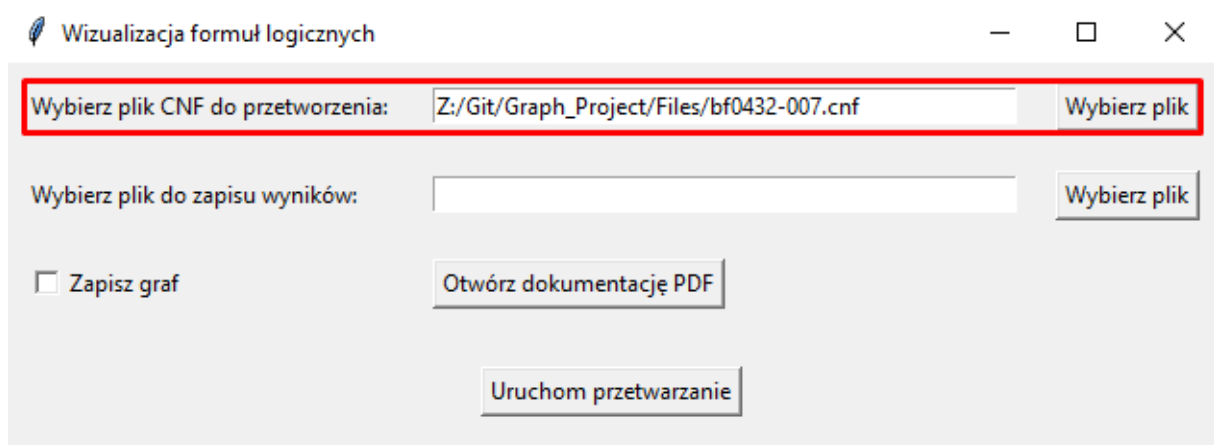 Wizualizacja formuł logicznych
Wybierz plik CNF do przetworzenia: Z:/Git/Graph_Project/Files/bf0432-007.cnf Wybierz plik
Wybierz plik do zapisu wyników: Wybierz plik
Zapisz graf Otwórz dokumentację PDF
Uruchom przetwarzanie